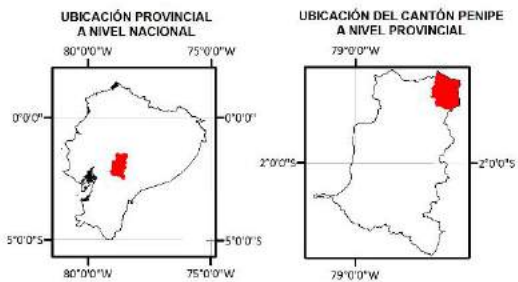 UBICACIÓN PROVINCIAL
A NIVEL NACIONAL
80°0'0"W 75°0'0"W
0°0'0" 0°0'0"
5°0'0"S 5°0'0"S
80°0'0"W 75°0'0"W
UBICACIÓN DEL CANTÓN PENIPE
A NIVEL PROVINCIAL
79°0'0"W
2°0'0"S 2°0'0"S
79°0'0"W